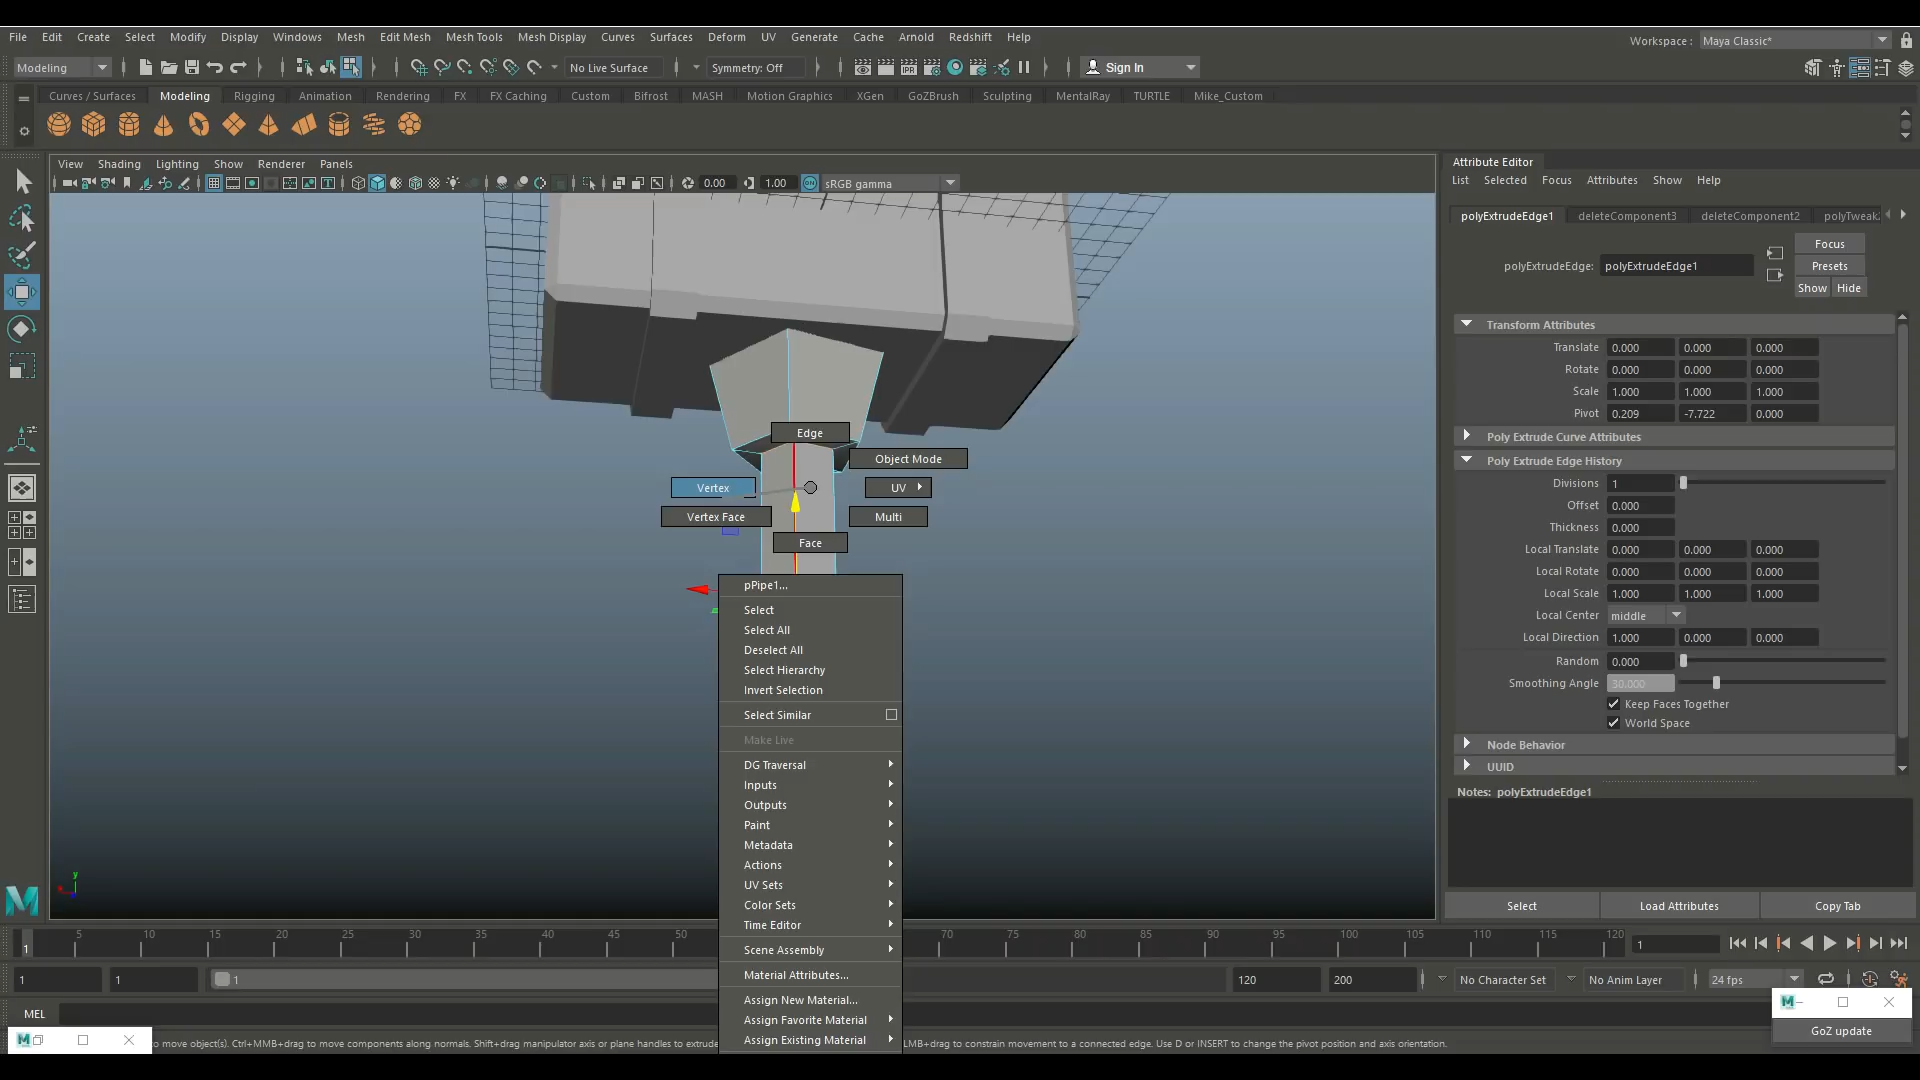 File Edit Create Select Modify Display Windows Mesh Edit Mesh Mesh Tools Mesh Display Curves Surfaces Deform UV Generate Cache Arnold Redshift Help
Workspace : Maya Classic*
Modeling No Live Surface Symmetry: Off Sign In
Curves / Surfaces Modeling Rigging Animation Rendering FX FX Caching Custom Bifrost MASH Motion Graphics XGen GoZBrush Sculpting MentalRay TURTLE Mike_Custom
View Shading Lighting Show Renderer Panels
0.00 1.00 sRGB gamma
Edge
Object Mode
Vertex UV
Vertex Face Multi
Face
pPipe1...
Select
Select All
Deselect All
Select Hierarchy
Invert Selection
Select Similar
Make Live
DG Traversal
Inputs
Outputs
Paint
Metadata
Actions
UV Sets
Color Sets
Time Editor
Scene Assembly
Material Attributes...
Assign New Material...
Assign Favorite Material
Assign Existing Material
y
Attribute Editor
List Selected Focus Attributes Show Help
polyExtrudeEdge1 deleteComponent3 deleteComponent2
Focus
polyExtrudeEdge: polyExtrudeEdge1 Presets
Show Hide
Transform Attributes
Translate 0.000 0.000 0.000
Rotate 0.000 0.000 0.000
Scale 1.000 1.000 1.000
Pivot 0.209 -7.722 0.000
Poly Extrude Curve Attributes
Poly Extrude Edge History
Divisions 1
Offset 0.000
Thickness 0.000
Local Translate 0.000 0.000 0.000
Local Rotate 0.000 0.000 0.000
Local Scale 1.000 1.000 1.000
Local Center middle
Local Direction 1.000 0.000 0.000
Random 0.000
Smoothing Angle 30.000
Keep Faces Together
World Space
Node Behavior
UUID
Notes: polyExtrudeEdge1
Select Load Attributes Copy Tab
1 5 10 15 20 25 30 35 40 45 50 70 75 80 85 90 95 100 105 110 115 120 1
1 1 1 120 200 No Character Set No Anim Layer 24 fps
MEL
GoZ update
to move object(s). Ctrl+MMB+drag to move components along normals. Shift+drag manipulator axis or plane handles to extrude LMB+drag to constrain movement to a connected edge. Use D or INSERT to change the pivot position and axis orientation.